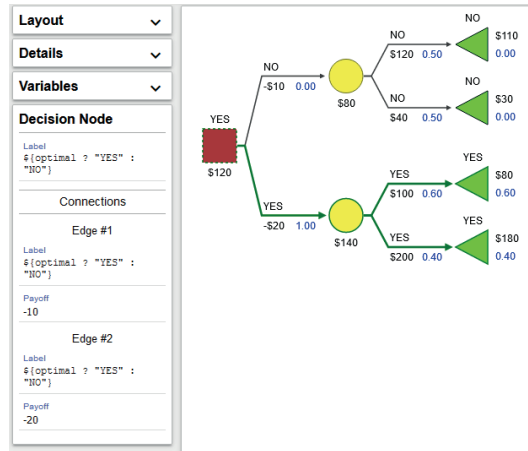 Layout
Details
Variables
Decision Node
Label
${optimal ? "YES" :
"NO"}
Connections
Edge #1
Label
${optimal ? "YES" :
"NO"}
Payoff
-10
Edge #2
Label
${optimal ? "YES" :
"NO"}
Payoff
-20
YES
$120
NO
-$10 0.00
$80
NO
$120 0.50
NO
$110
0.00
NO
$40 0.50
NO
$30
0.00
YES
-$20 1.00
$140
YES
$100 0.60
YES
$80
0.60
YES
$200 0.40
YES
$180
0.40